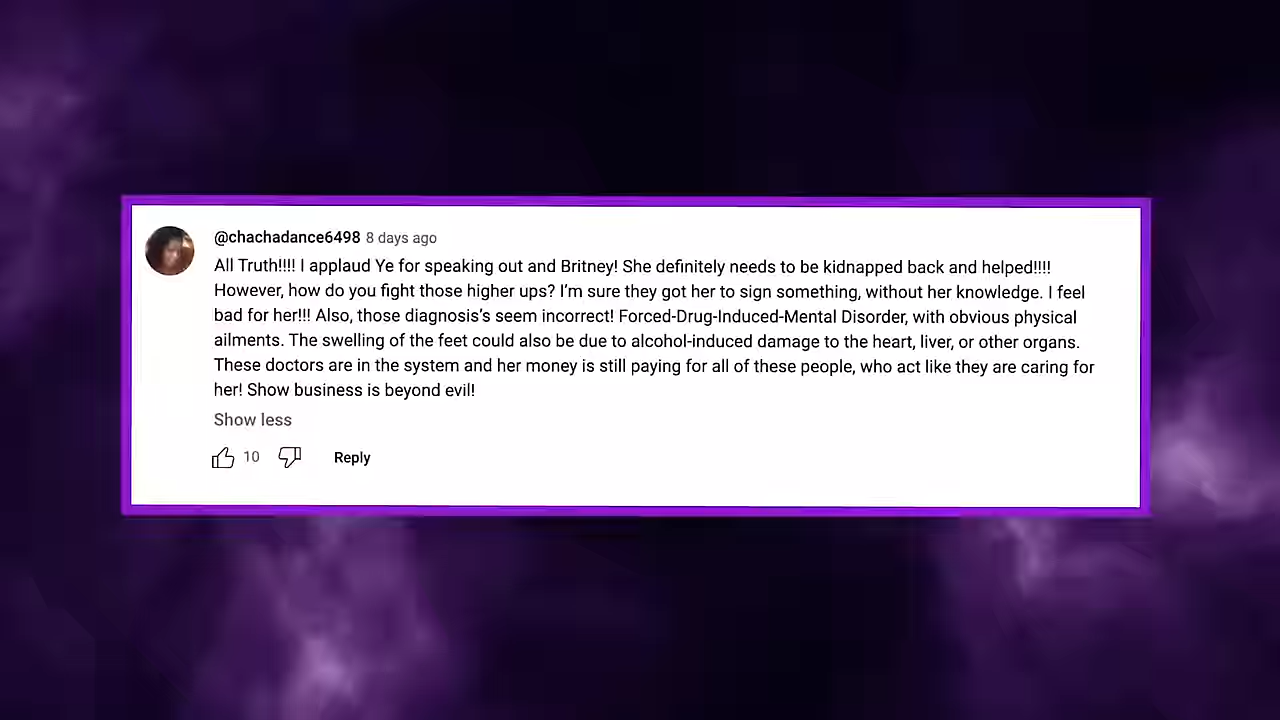 @chachadance6498 8 days ago
All Truth!!!! I applaud Ye for speaking out and Britney! She definitely needs to be kidnapped back and helped!!!!
However, how do you fight those higher ups? I'm sure they got her to sign something, without her knowledge. I feel
bad for her!!! Also, those diagnosis's seem incorrect! Forced-Drug-Induced-Mental Disorder, with obvious physical
ailments. The swelling of the feet could also be due to alcohol-induced damage to the heart, liver, or other organs.
These doctors are in the system and her money is still paying for all of these people, who act like they are caring for
her! Show business is beyond evil!
Show less
10 Reply